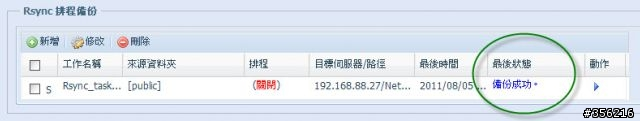 Rsync 排程備份
新增 修改 刪除
工作名稱 來源資料夾 排程 目標伺服器/路徑 最後時間 最後狀態 動作
S Rsync_task... [public] (關閉) 192.168.88.27/Net... 2011/08/05 ... 備份成功。
#356216